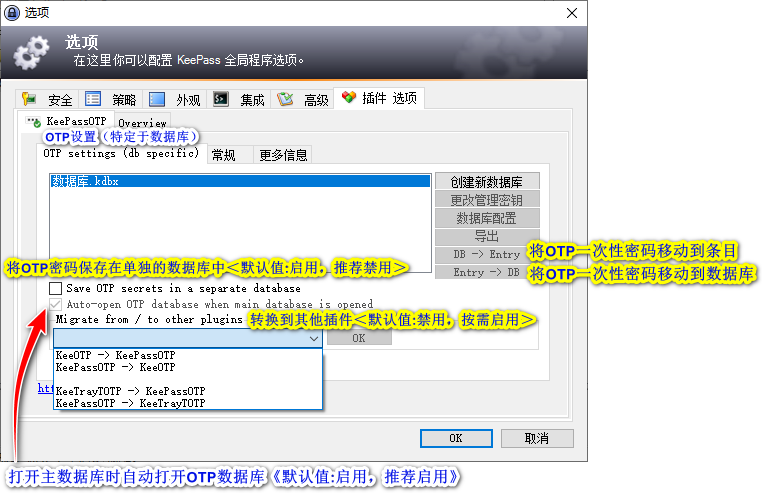 选项
选项
在这里你可以配置 KeePass 全局程序选项。
安全 策略 外观 集成 高级 插件 选项
KeePassOTP Overview
OTP设置（特定于数据库）
OTP settings (db specific) 常规 更多信息
数据库.kdbx
创建新数据库
更改管理密钥
数据库配置
导出
DB -> Entry
将OTP一次性密码移动到条目
Entry -> DB
将OTP一次性密码移动到数据库
将OTP密码保存在单独的数据库中＜默认值:启用，推荐禁用＞
Save OTP secrets in a separate database
Auto-open OTP database when main database is opened
Migrate from / to other plugins
转换到其他插件＜默认值:禁用，按需启用＞
OK
KeeOTP -> KeePassOTP
KeePassOTP -> KeeOTP
KeeTrayTOTP -> KeePassOTP
KeePassOTP -> KeeTrayTOTP
htt
OK 取消
打开主数据库时自动打开OTP数据库《默认值:启用，推荐启用》